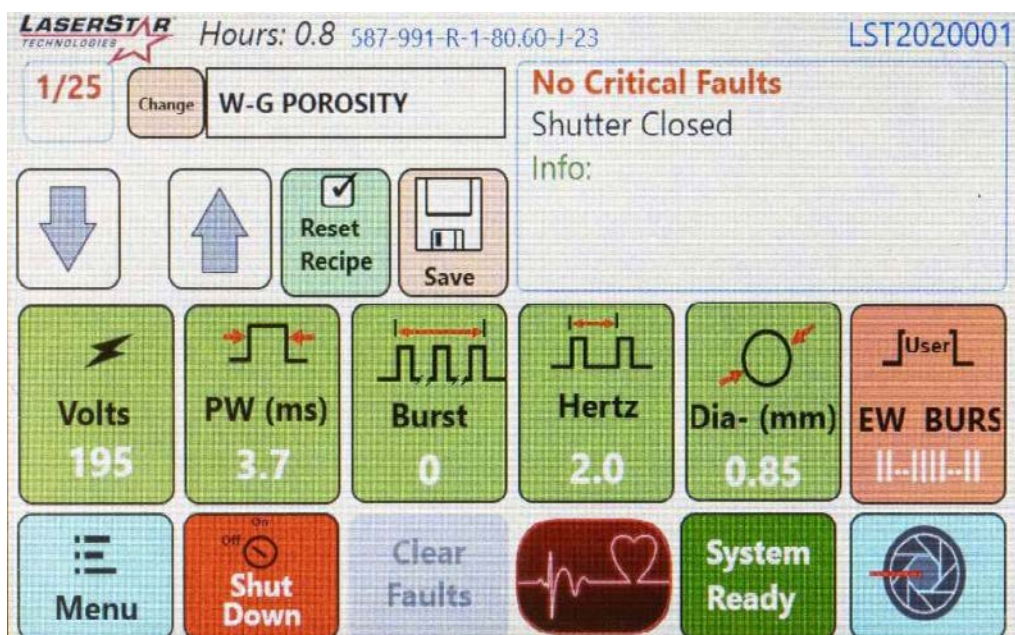 LASERSTAR
TECHNOLOGIES
Hours: 0.8
587-991-R-1-80.60-J-23
LST2020001
1/25
Change
W-G POROSITY
No Critical Faults
Shutter Closed
Info:
Reset
Recipe
Save
Volts
195
PW (ms)
3.7
Burst
0
Hertz
2.0
Dia- (mm)
0.85
User
EW BURS
Menu
On
Off
Shut
Down
Clear
Faults
System
Ready